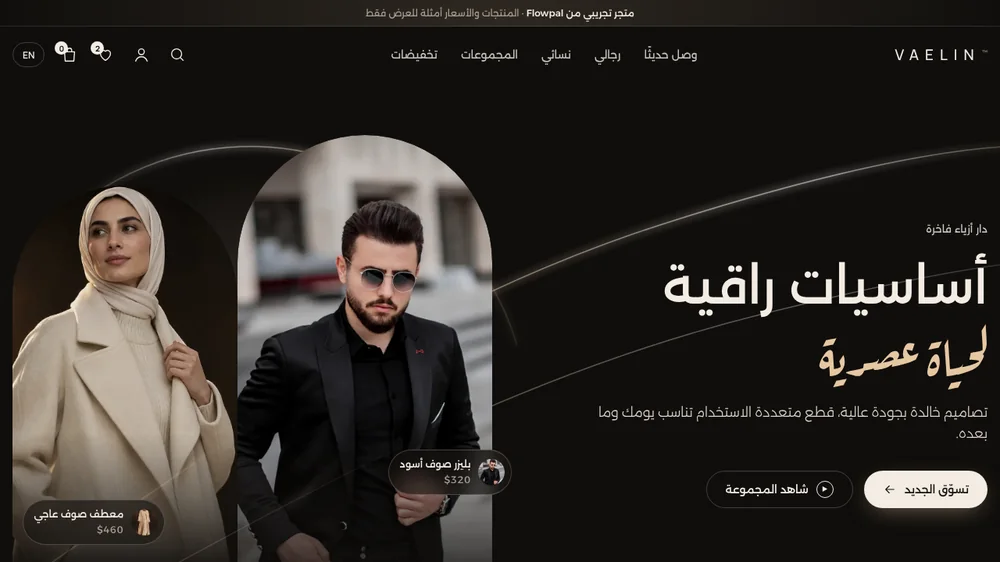 متجر تجريبي من Flowpal · المنتجات والأسعار أمثلة للعرض فقط
VAELIN™
وصل حديثًا
رجالي
نسائي
المجموعات
تخفيضات
2
0
EN
دار أزياء فاخرة
أساسيات راقية
لحياة عصرية
تصاميم خالدة بجودة عالية، قطع متعددة الاستخدام تناسب يومك وما
بعده.
تسوّق الجديد ←
شاهد المجموعة
بليزر صوف أسود
$320
معطف صوف عاجي
$460